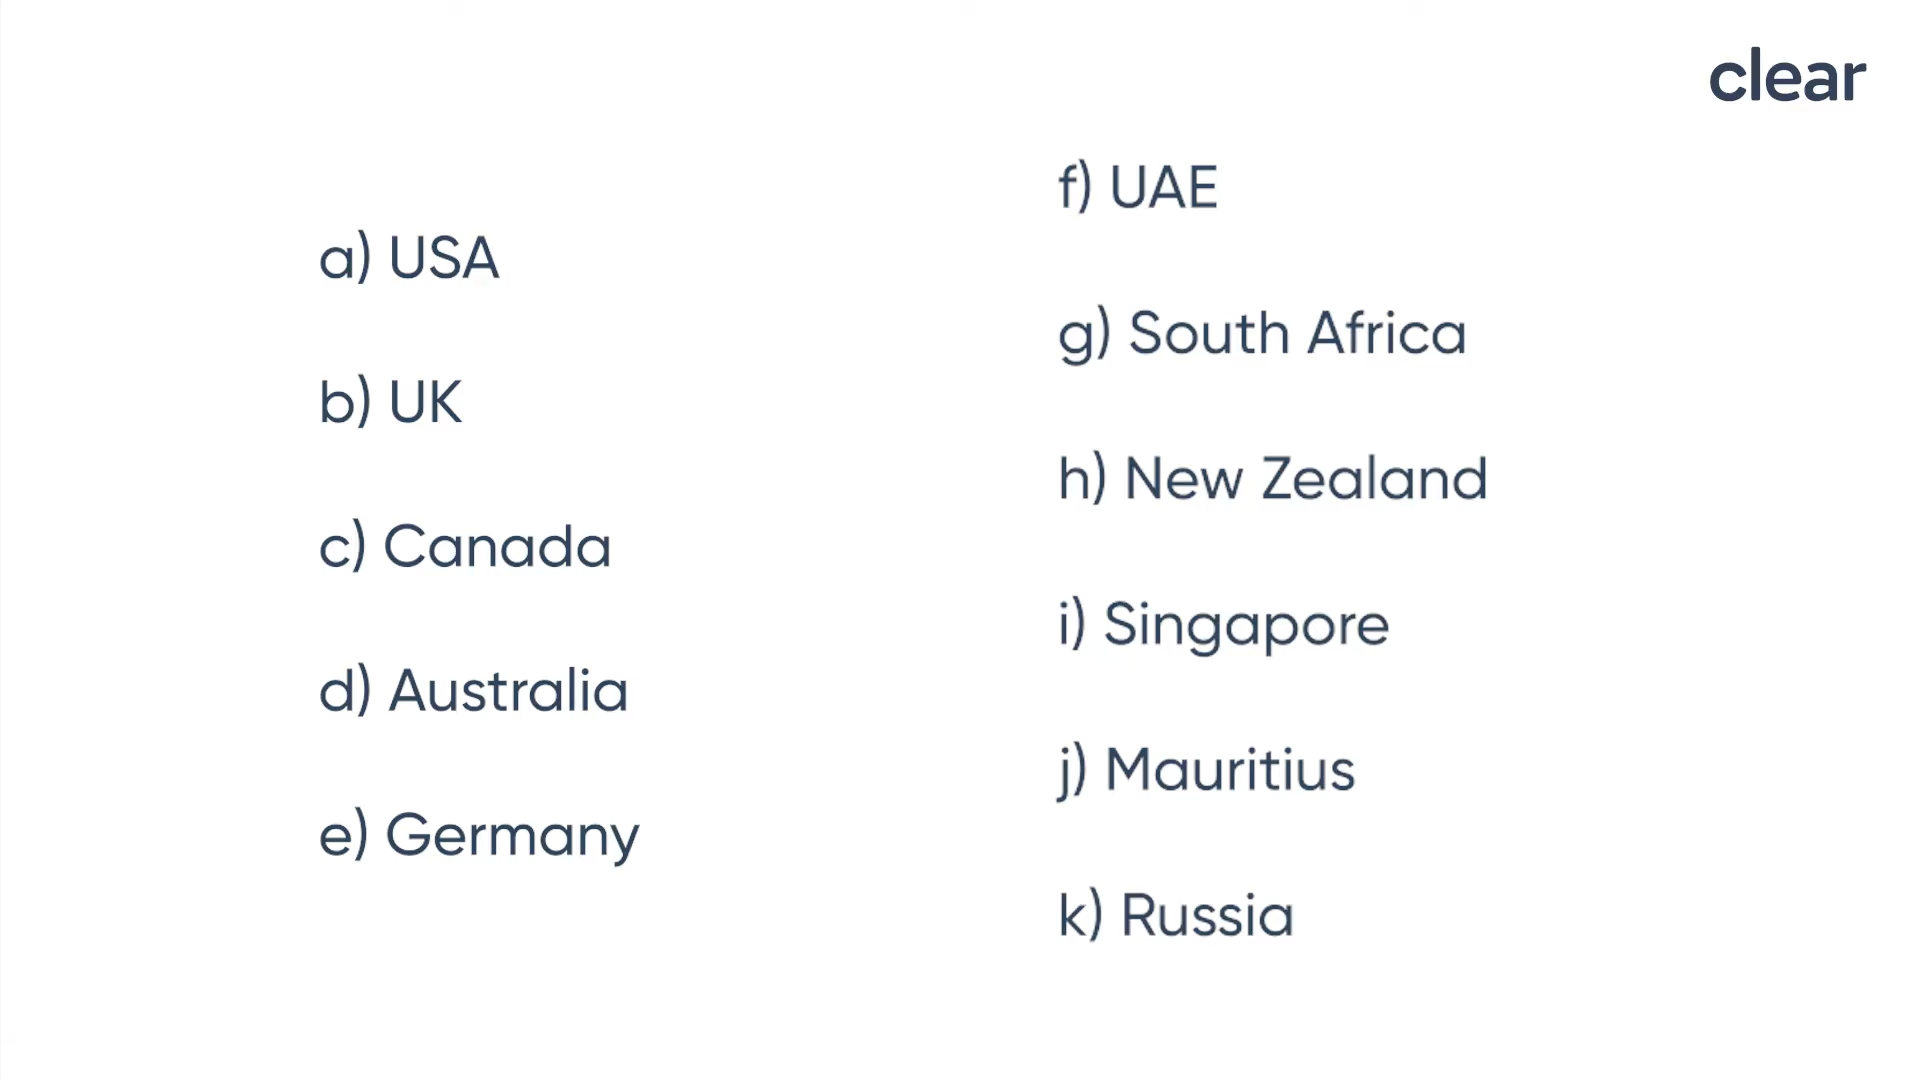 clear
a) USA
b) UK
c) Canada
d) Australia
e) Germany
f) UAE
g) South Africa
h) New Zealand
i) Singapore
j) Mauritius
k) Russia